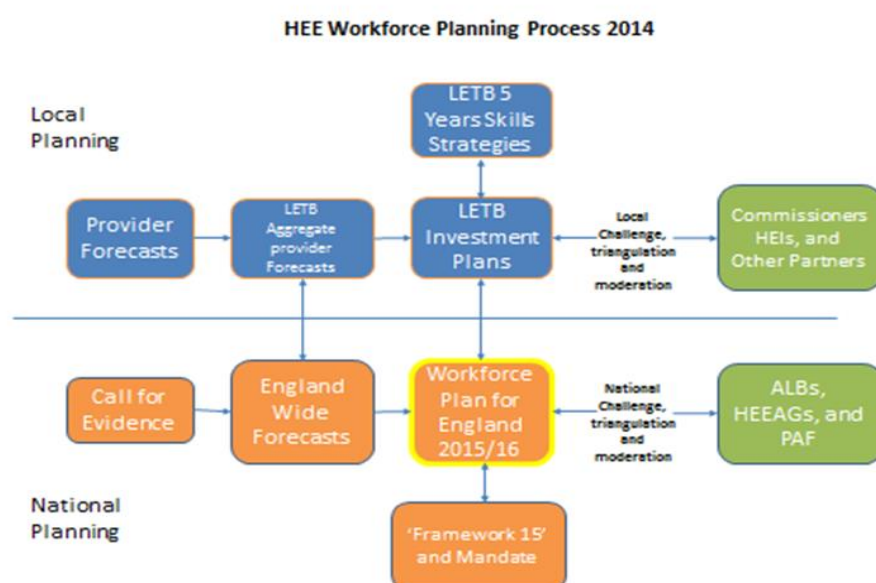 HEE Workforce Planning Process 2014
Local
Planning
LETB 5
Years Skills
Strategies
Provider
Forecasts
LETB
Aggregate
provider
Forecasts
LETB
Investment
Plans
Local
Challenge,
triangulation
and
moderation
Commissioners
HEIs, and
Other Partners
Call for
Evidence
England
Wide
Forecasts
Workforce
Plan for
England
2015/16
National
Challenge,
triangulation
and
moderation
ALBs,
HEEAGs, and
PAF
National
Planning
'Framework 15'
and Mandate